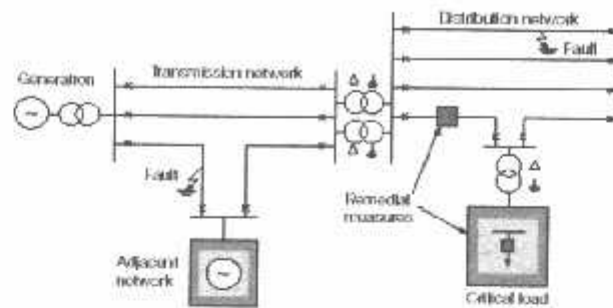 Distribution network
Fault
Transmission network
Generation
Δ
Δ
Fault
Δ
Δ
Remedial
measures
~
~
Adjacent
network
Critical load